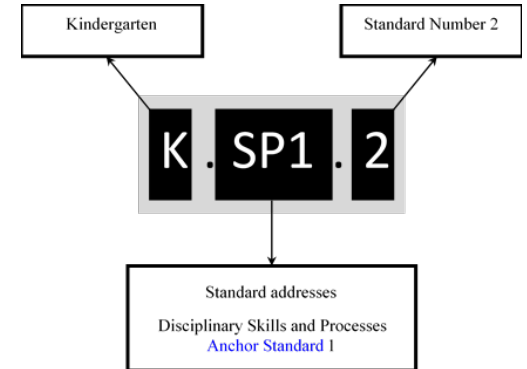 Kindergarten
Standard Number 2
K.SP1.2
Standard addresses
Disciplinary Skills and Processes
Anchor Standard 1